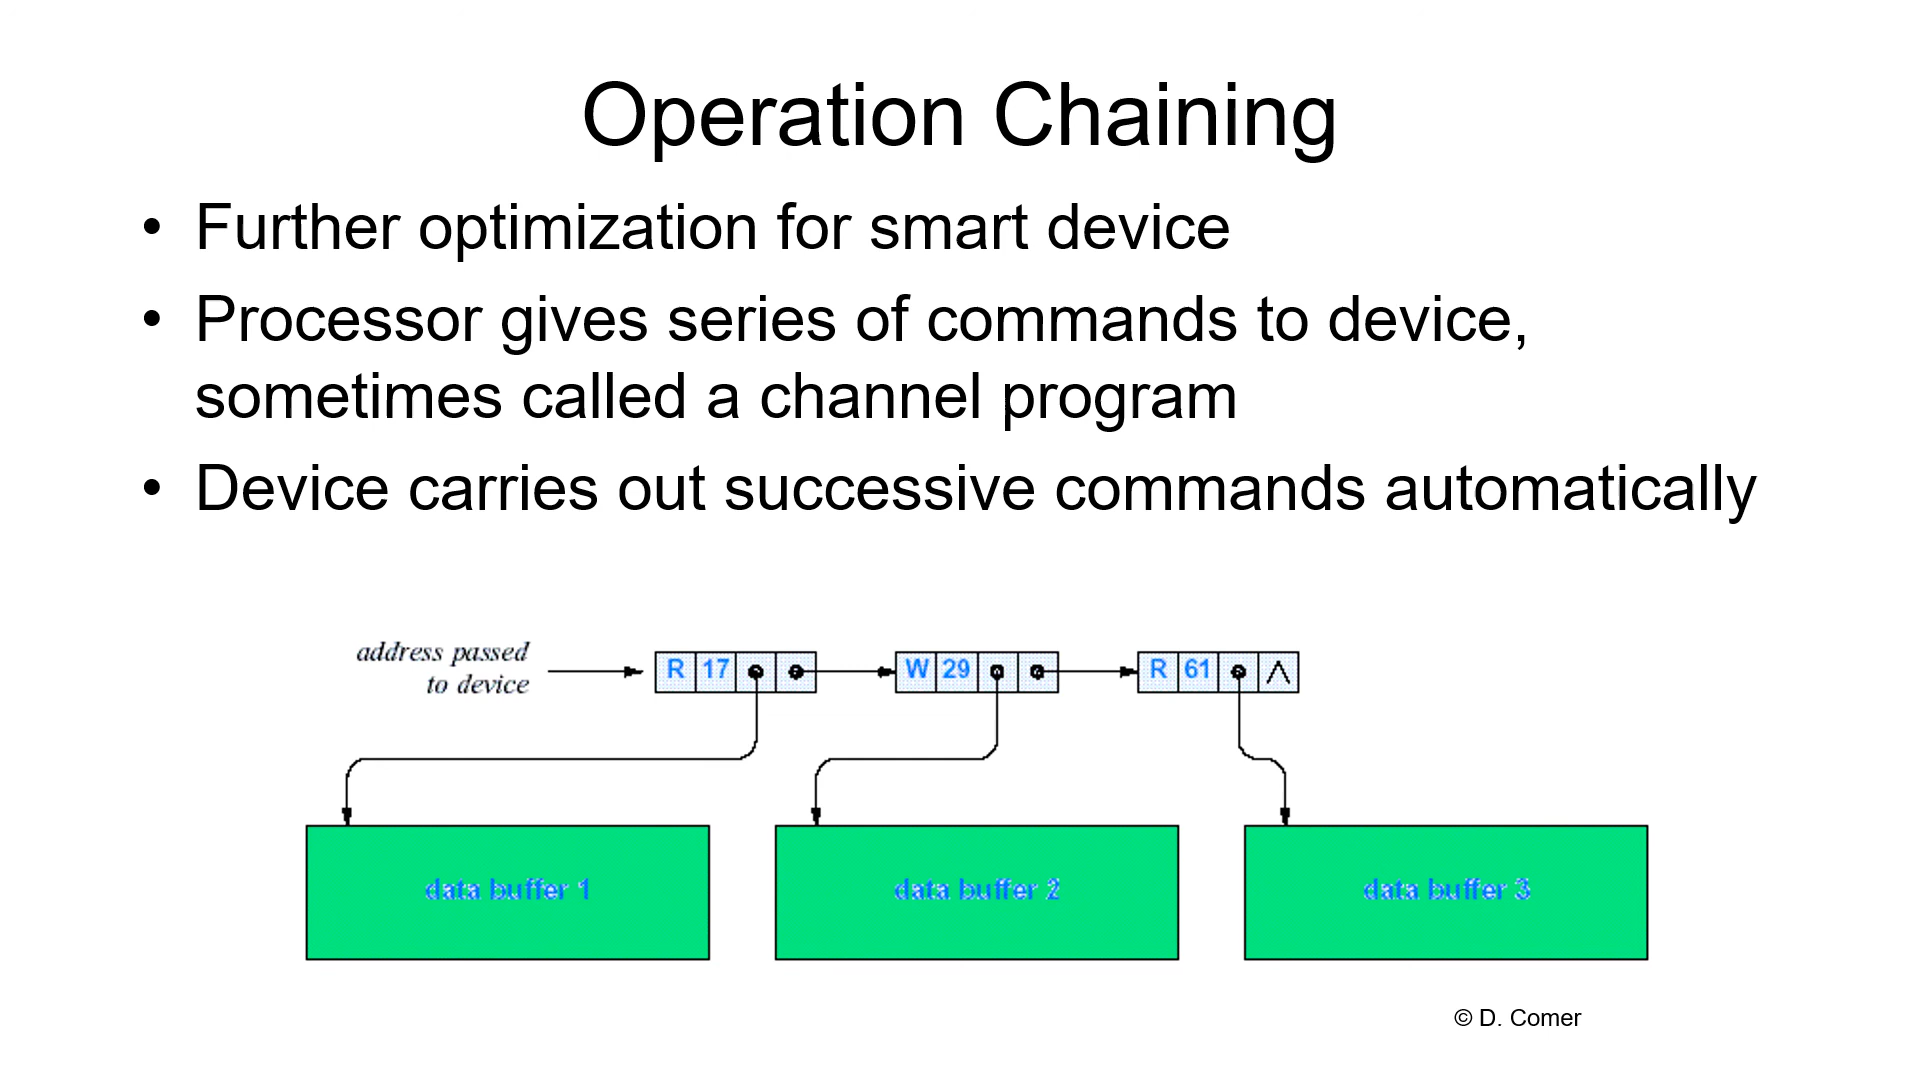 Operation Chaining
• Further optimization for smart device
• Processor gives series of commands to device,
sometimes called a channel program
• Device carries out successive commands automatically
address passed
to device
R 17
W 29
R 61
data buffer 1
data buffer 2
data buffer 3
© D. Comer